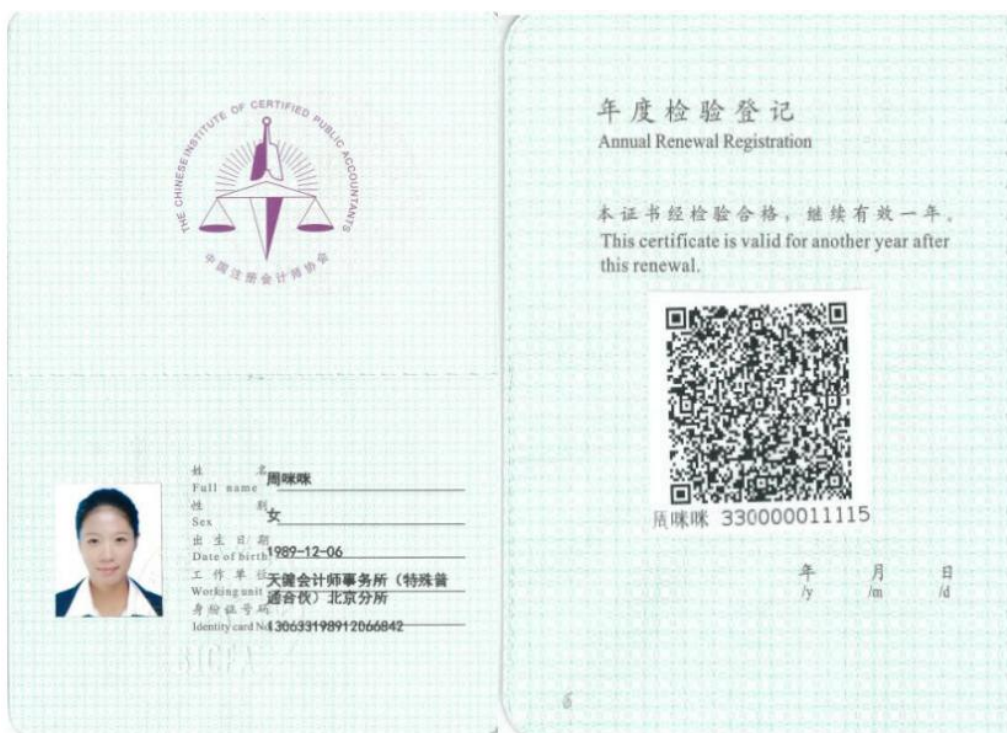 THE CHINESE INSTITUTE OF CERTIFIED PUBLIC ACCOUNTANTS
中国注册会计师协会
姓 名 周咪咪
Full name
性 别 女
Sex
出生日期 1989-12-06
Date of birth
工作单位 天健会计师事务所（特殊普
Working unit 通合伙）北京分所
身份证号码
Identity card No 130633198912066842
年度检验登记
Annual Renewal Registration
本证书经检验合格，继续有效一年。
This certificate is valid for another year after
this renewal.
周咪咪 330000011115
年 月 日
/y /m /d
6